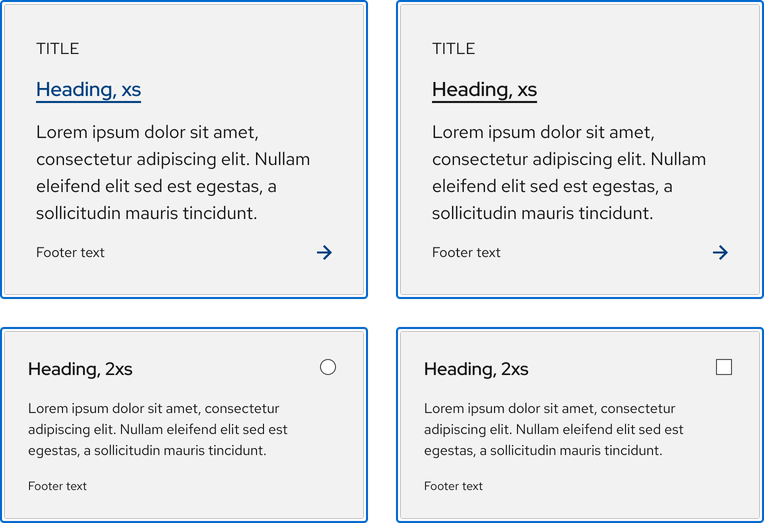 TITLE
Heading, xs
Lorem ipsum dolor sit amet,
consectetur adipiscing elit. Nullam
eleifend elit sed est egestas, a
sollicitudin mauris tincidunt.
Footer text
TITLE
Heading, xs
Lorem ipsum dolor sit amet,
consectetur adipiscing elit. Nullam
eleifend elit sed est egestas, a
sollicitudin mauris tincidunt.
Footer text
Heading, 2xs
Lorem ipsum dolor sit amet, consectetur
adipiscing elit. Nullam eleifend elit sed est
egestas, a sollicitudin mauris tincidunt.
Footer text
Heading, 2xs
Lorem ipsum dolor sit amet, consectetur
adipiscing elit. Nullam eleifend elit sed est
egestas, a sollicitudin mauris tincidunt.
Footer text